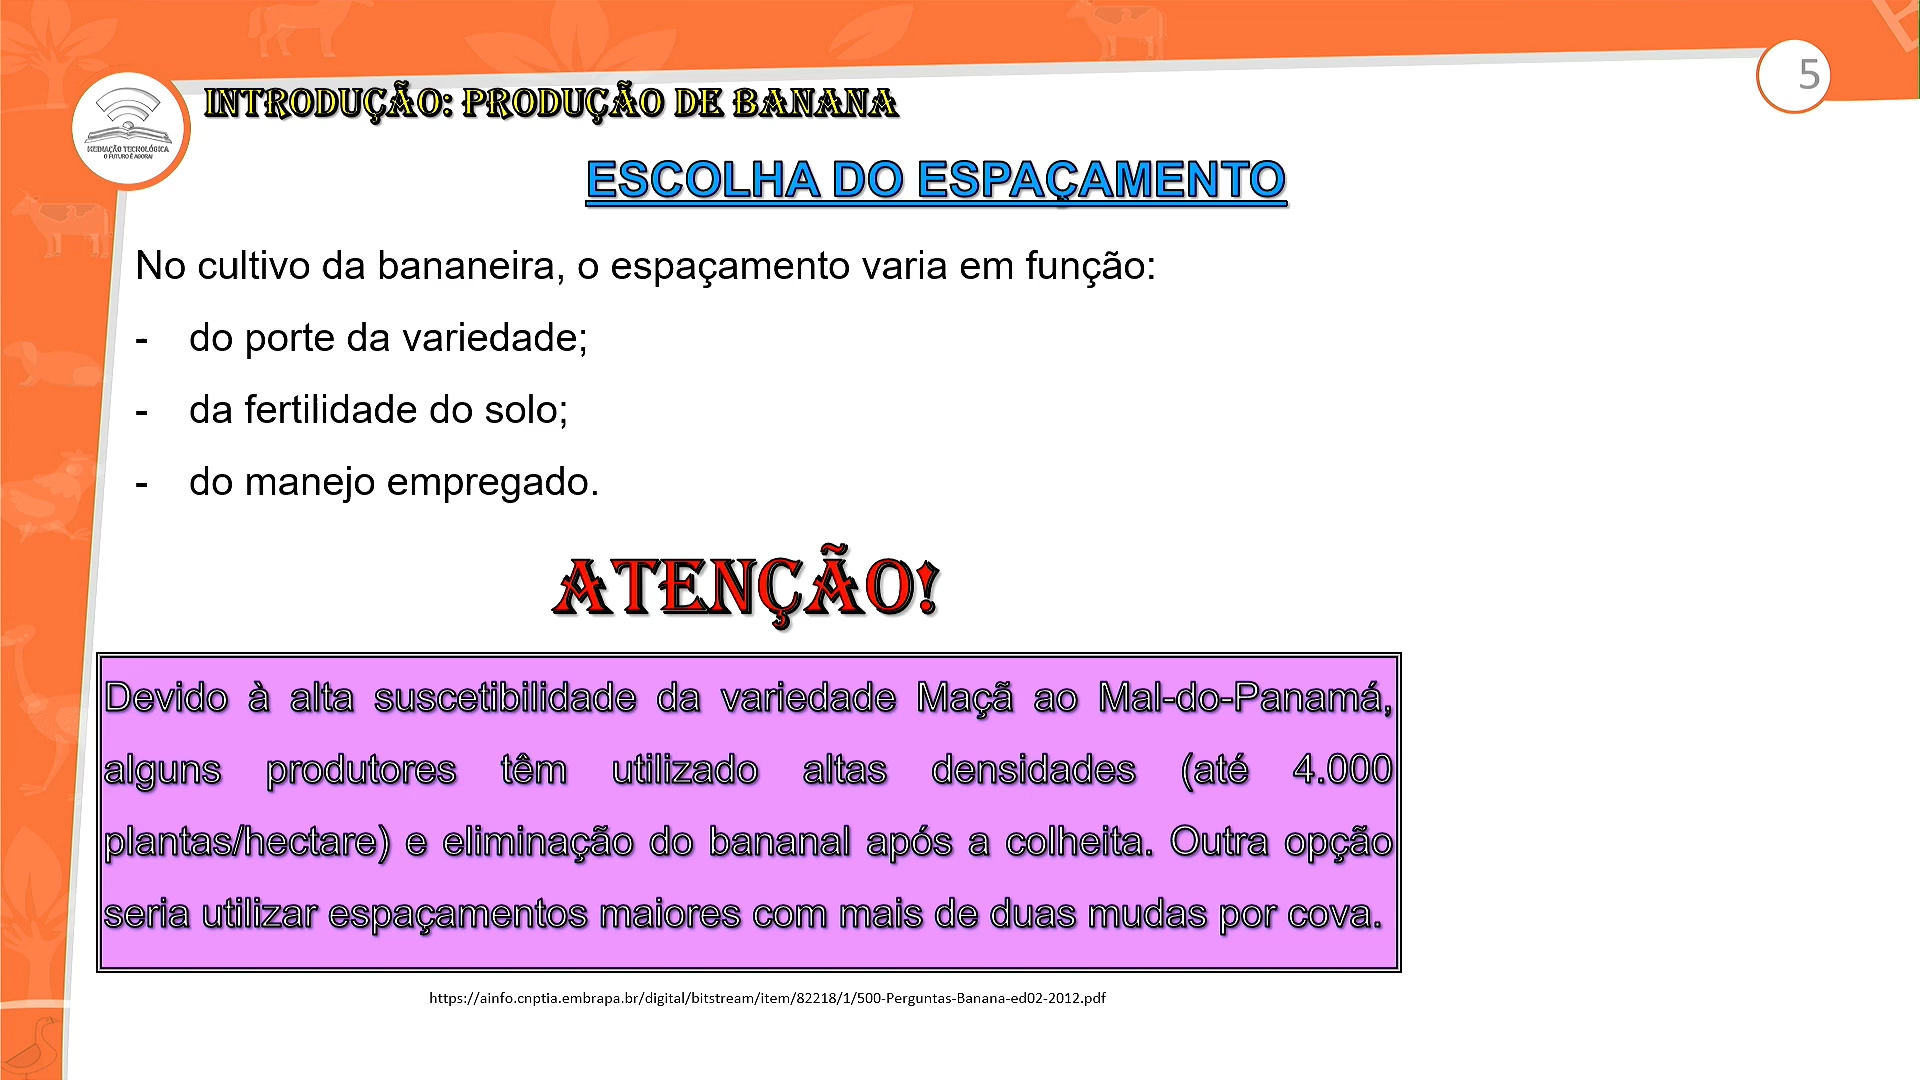 5
INTRODUÇÃO: PRODUÇÃO DE BANANA
MEDIAÇÃO TECNOLÓGICA
O FUTURO É AGORA!
ESCOLHA DO ESPAÇAMENTO
No cultivo da bananeira, o espaçamento varia em função:
- do porte da variedade;
- da fertilidade do solo;
- do manejo empregado.
ATENÇÃO!
Devido à alta suscetibilidade da variedade Maçã ao Mal-do-Panamá,
alguns produtores têm utilizado altas densidades (até 4.000
plantas/hectare) e eliminação do bananal após a colheita. Outra opção
seria utilizar espaçamentos maiores com mais de duas mudas por cova.
https://ainfo.cnptia.embrapa.br/digital/bitstream/item/82218/1/500-Perguntas-Banana-ed02-2012.pdf